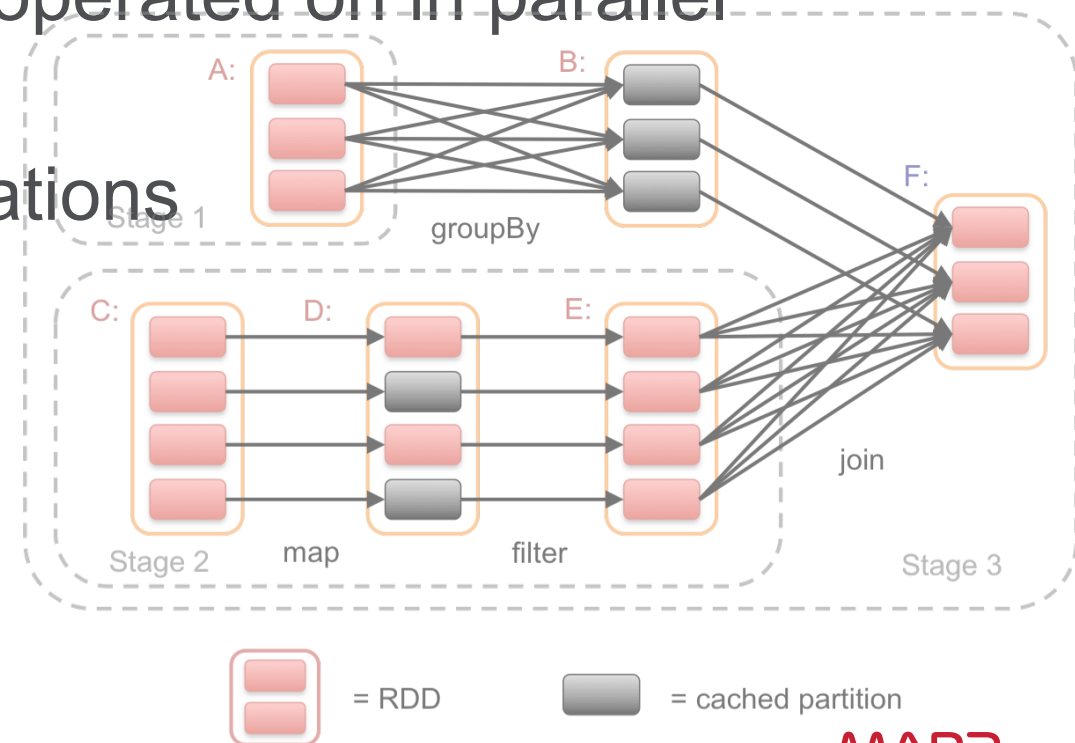 operated on in parallel
A:
B:
ations
Stage 1
groupBy
F:
C:
D:
E:
join
map
filter
Stage 2
Stage 3
= RDD
= cached partition